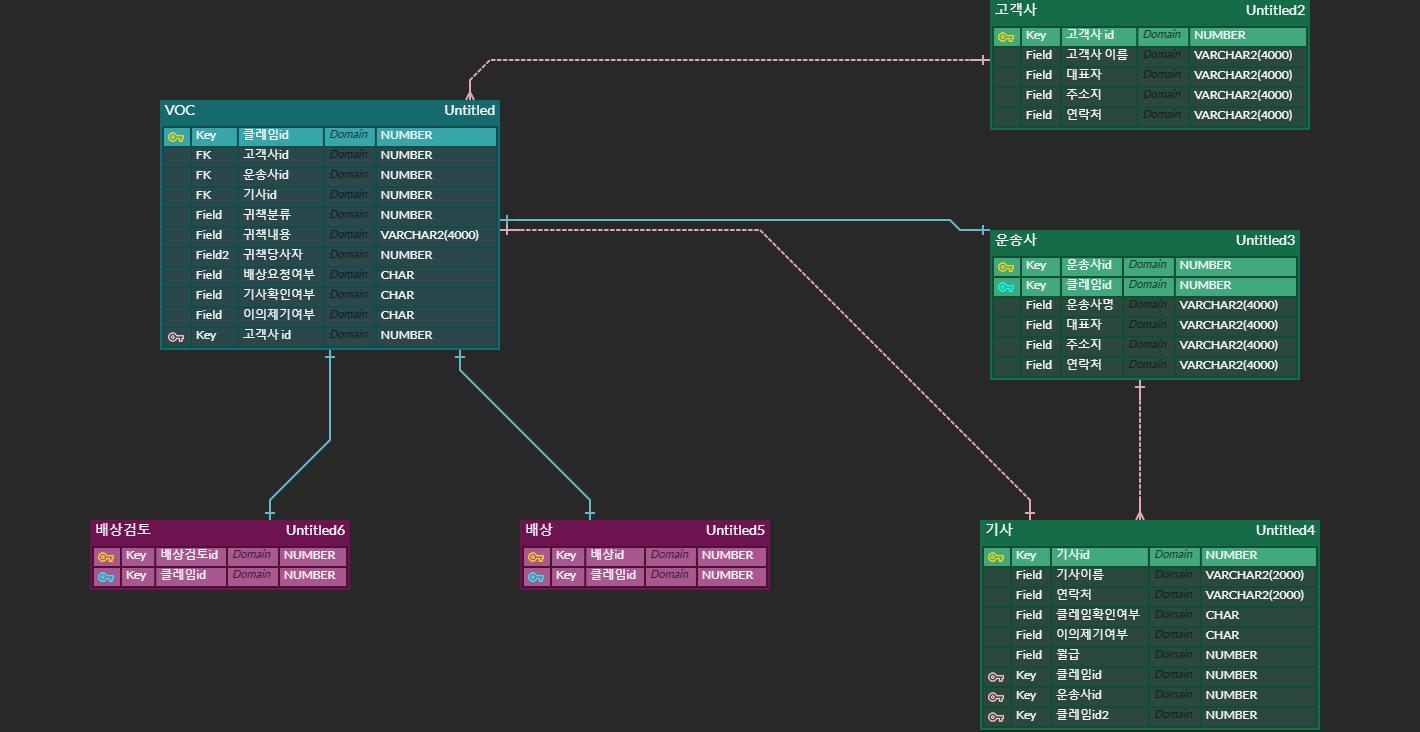 고객사 Untitled2
Key 고객사 id Domain NUMBER
Field 고객사 이름 Domain VARCHAR2(4000)
Field 대표자 Domain VARCHAR2(4000)
Field 주소지 Domain VARCHAR2(4000)
Field 연락처 Domain VARCHAR2(4000)
VOC Untitled
Key 클레임id Domain NUMBER
FK 고객사id Domain NUMBER
FK 운송사id Domain NUMBER
FK 기사id Domain NUMBER
Field 귀책분류 Domain NUMBER
Field 귀책내용 Domain VARCHAR2(4000)
Field2 귀책당사자 Domain NUMBER
Field 배상요청여부 Domain CHAR
Field 기사확인여부 Domain CHAR
Field 이의제기여부 Domain CHAR
Key 고객사 id Domain NUMBER
운송사 Untitled3
Key 운송사id Domain NUMBER
Key 클레임id Domain NUMBER
Field 운송사명 Domain VARCHAR2(4000)
Field 대표자 Domain VARCHAR2(4000)
Field 주소지 Domain VARCHAR2(4000)
Field 연락처 Domain VARCHAR2(4000)
배상검토 Untitled6
Key 배상검토id Domain NUMBER
Key 클레임id Domain NUMBER
배상 Untitled5
Key 배상id Domain NUMBER
Key 클레임id Domain NUMBER
기사 Untitled4
Key 기사id Domain NUMBER
Field 기사이름 Domain VARCHAR2(2000)
Field 연락처 Domain VARCHAR2(2000)
Field 클레임확인여부 Domain CHAR
Field 이의제기여부 Domain CHAR
Field 월급 Domain NUMBER
Key 클레임id Domain NUMBER
Key 운송사id Domain NUMBER
Key 클레임id2 Domain NUMBER